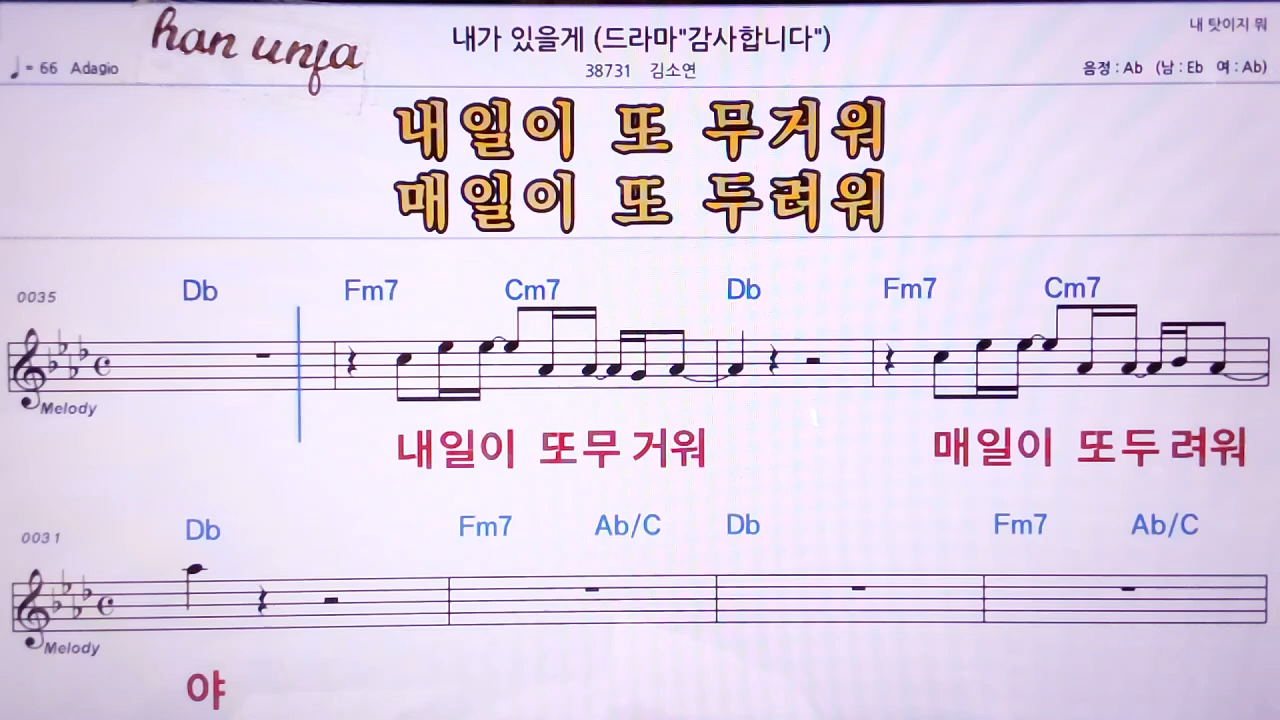 han unja
내가 있을게 (드라마"감사합니다")
내 탓이지 뭐
♩= 66 Adagio
38731 김소연
음정 : Ab (남 : Eb 여 : Ab)
내일이 또 무거워
매일이 또 두려워
0035
Db Fm7 Cm7 Db Fm7 Cm7
Melody
내일이 또무 거워 매일이 또두 려워
0031
Db Fm7 Ab/C Db Fm7 Ab/C
Melody
야